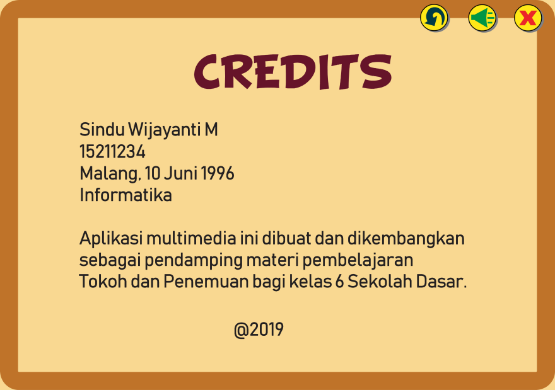 CREDITS
Sindu Wijayanti M
15211234
Malang, 10 Juni 1996
Informatika
Aplikasi multimedia ini dibuat dan dikembangkan
sebagai pendamping materi pembelajaran
Tokoh dan Penemuan bagi kelas 6 Sekolah Dasar.
@2019